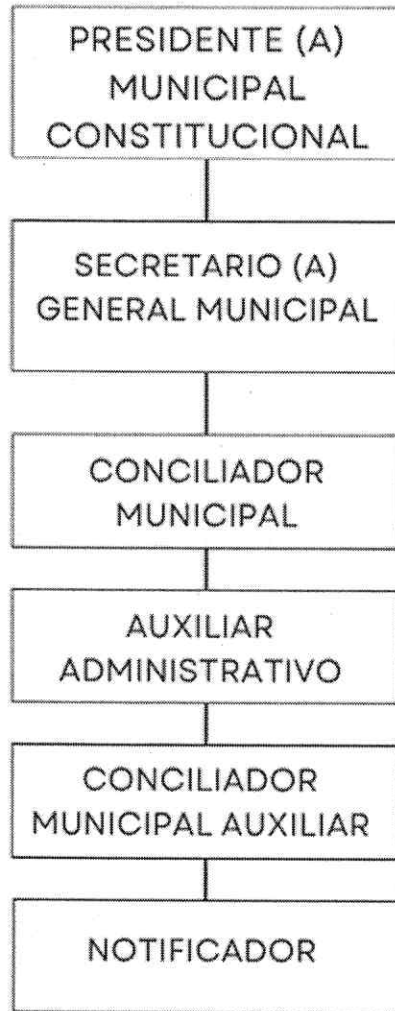 PRESIDENTE (A)
MUNICIPAL
CONSTITUCIONAL
SECRETARIO (A)
GENERAL MUNICIPAL
CONCILIADOR
MUNICIPAL
AUXILIAR
ADMINISTRATIVO
CONCILIADOR
MUNICIPAL AUXILIAR
NOTIFICADOR